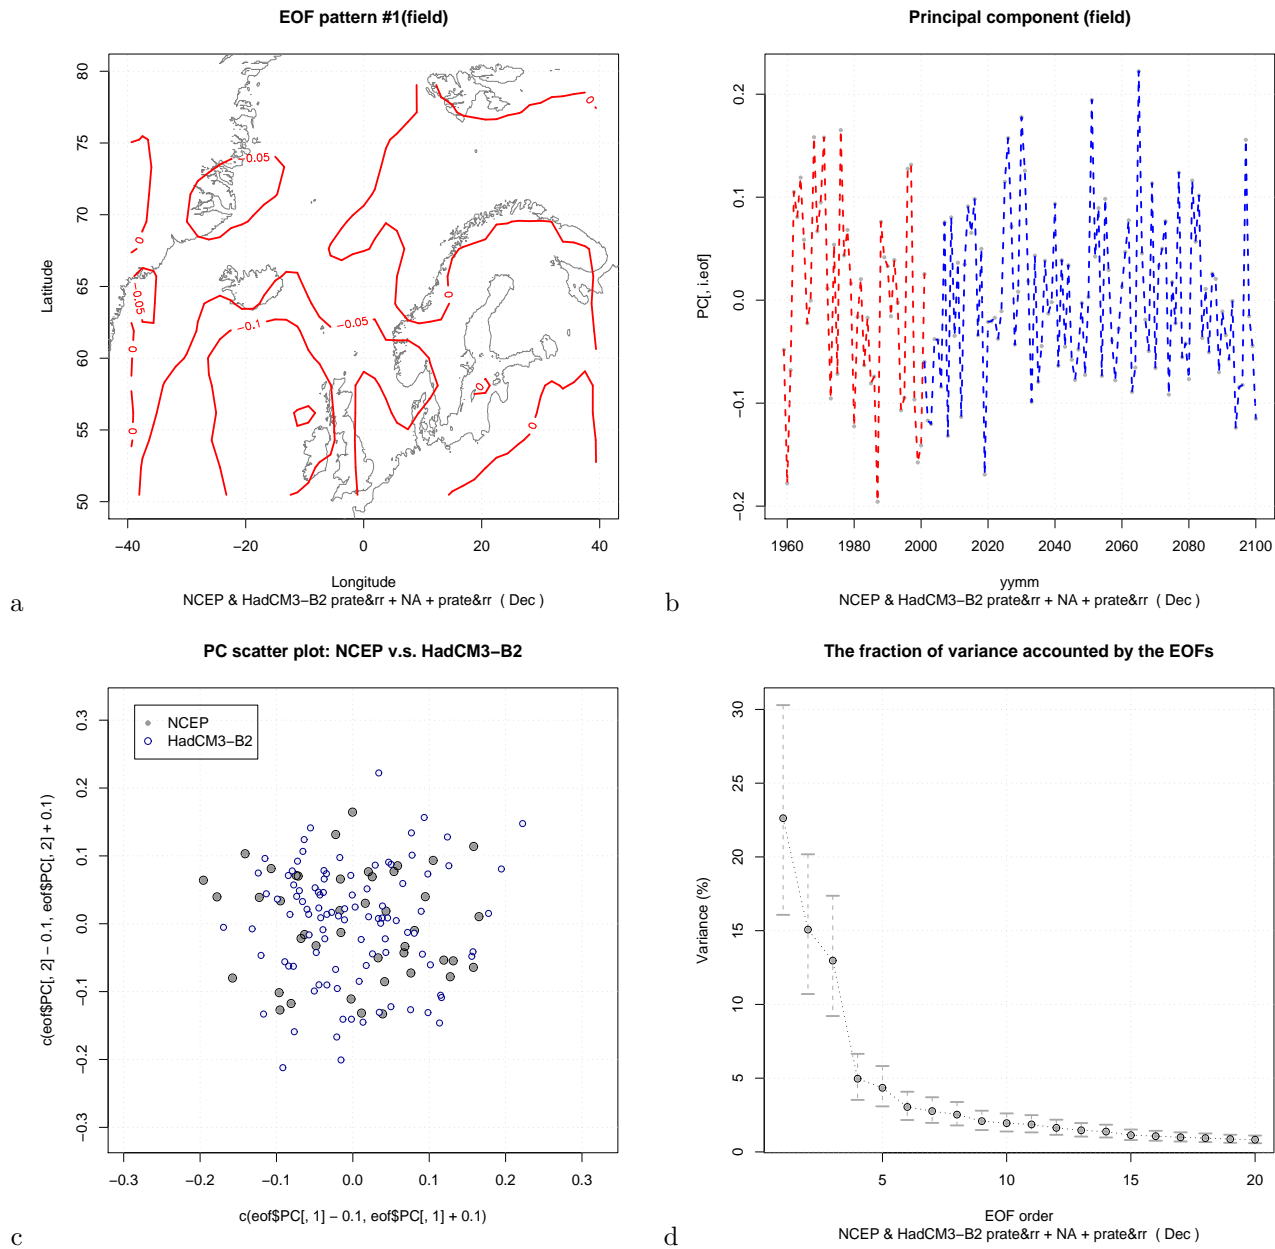 EOF pattern #1(field)
80
75
70
65
60
55
50
Latitude
−0.05
0
0
−0.05
−0.1
−0.05
0
0
0
0
0
−40
−20
0
20
40
Longitude
NCEP & HadCM3−B2 prate&rr + NA + prate&rr ( Dec )
a
Principal component (field)
0.2
0.1
0.0
−0.1
−0.2
PC[, i.eof]
1960
1980
2000
2020
2040
2060
2080
2100
yymm
NCEP & HadCM3−B2 prate&rr + NA + prate&rr ( Dec )
b
PC scatter plot: NCEP v.s. HadCM3−B2
NCEP
HadCM3−B2
0.3
0.2
0.1
0.0
−0.1
−0.2
−0.3
c(eof$PC[, 2] − 0.1, eof$PC[, 2] + 0.1)
−0.3
−0.2
−0.1
0.0
0.1
0.2
0.3
c(eof$PC[, 1] − 0.1, eof$PC[, 1] + 0.1)
c
The fraction of variance accounted by the EOFs
30
25
20
15
10
5
0
Variance (%)
5
10
15
20
EOF order
NCEP & HadCM3−B2 prate&rr + NA + prate&rr ( Dec )
d